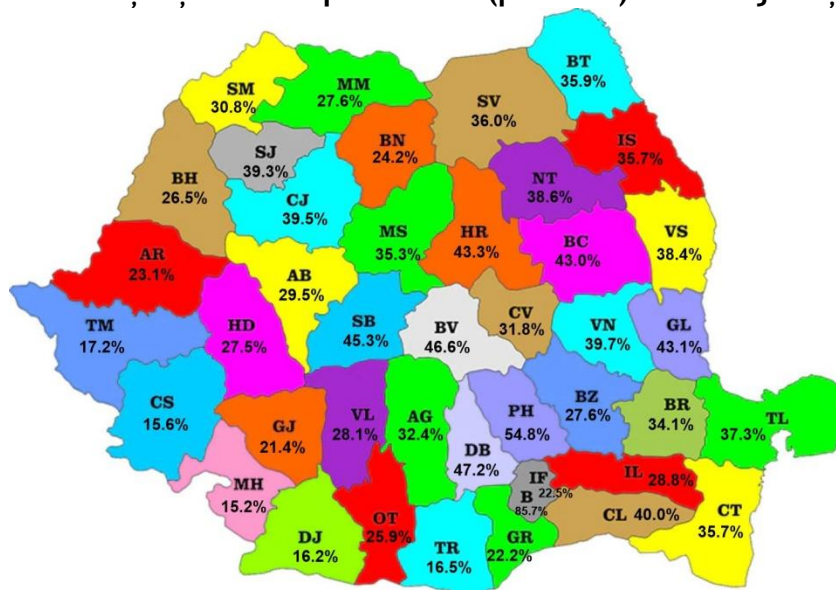 BT
35.9%
SM
30.8%
MM
27.6%
SV
36.0%
IS
35.7%
BN
24.2%
SJ
39.3%
NT
38.6%
BH
26.5%
CJ
39.5%
MS
35.3%
HR
43.3%
BC
43.0%
VS
38.4%
AR
23.1%
AB
29.5%
TM
17.2%
HD
27.5%
SB
45.3%
BV
46.6%
CV
31.8%
VN
39.7%
GL
43.1%
CS
15.6%
GJ
21.4%
VL
28.1%
AG
32.4%
PH
54.8%
BZ
27.6%
BR
34.1%
TL
37.3%
DB
47.2%
MH
15.2%
IF
22.5%
B
85.7%
IL 28.8%
CL 40.0%
CT
35.7%
DJ
16.2%
OT
25.9%
TR
16.5%
GR
22.2%